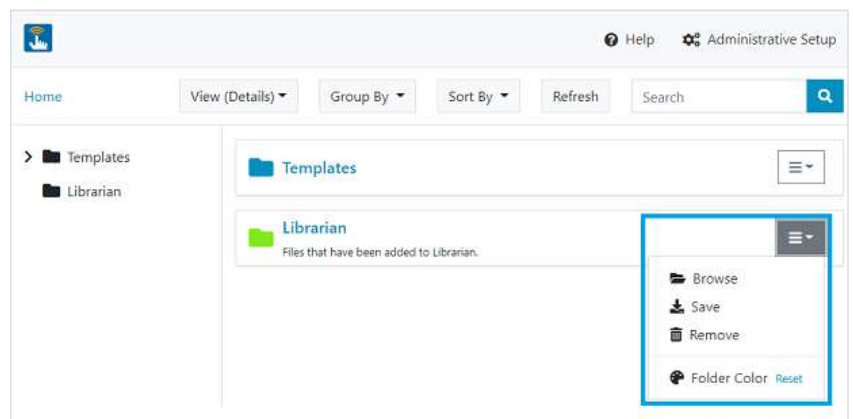 Help Administrative Setup
Home View (Details) Group By Sort By Refresh Search
Templates
Librarian
Templates
Librarian
Files that have been added to Librarian.
Browse
Save
Remove
Folder Color Reset